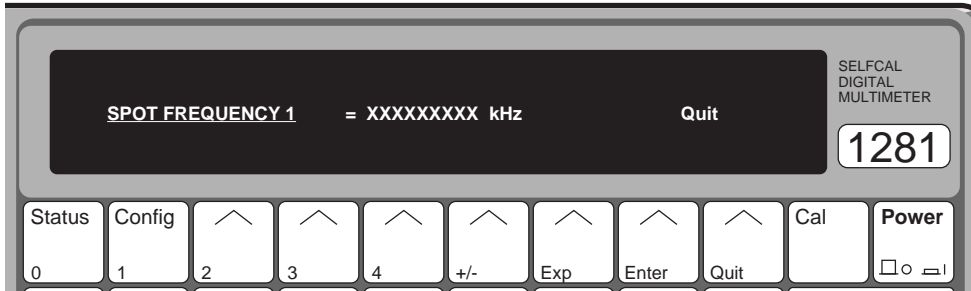 SELFCAL
DIGITAL
MULTIMETER
SPOT FREQUENCY 1 = XXXXXXXXX kHz Quit
1281
Status Config Cal Power
0 1 2 3 4 +/- Exp Enter Quit